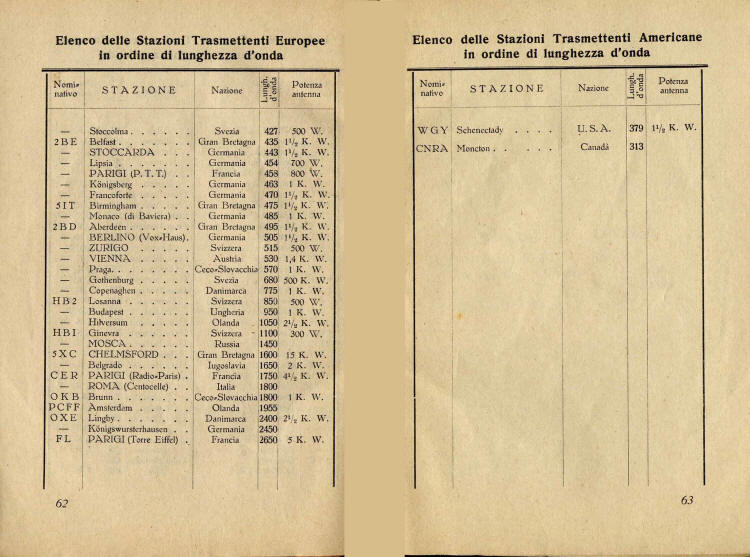 Elenco delle Stazioni Trasmettenti Europee
in ordine di lunghezza d'onda
Nomi-nativo STAZIONE Nazione Lungh. d'onda Potenza antenna
— Stoccolma . . . . . . Svezia 427 500 W.
2BE Belfast . . . . . . Gran Bretagna 435 1½ K. W.
— STOCCARDA . . . Germania 443 1½ K. W.
— Lipsia . . . . . . Germania 454 700 W.
— PARIGI (P. T. T.) . . Francia 458 800 W.
— Königsberg . . . . . Germania 463 1 K. W.
— Francoforte . . . . . Germania 470 1½ K. W.
5IT Birmingham . . . . . Gran Bretagna 475 1½ K. W.
— Monaco (di Baviera) . . Germania 485 1 K. W.
2BD Aberdeen . . . . . Gran Bretagna 495 1½ K. W.
— BERLINO (Vox-Haus) . Germania 505 1½ K. W.
— ZURIGO . . . . . Svizzera 515 500 W.
— VIENNA . . . . . Austria 530 1,4 K. W.
— Praga. . . . . . . Ceco-Slovacchia 570 1 K. W.
— Gothenburg . . . . . Svezia 680 500 K. W.
— Copenaghen . . . . . Danimarca 775 1 K. W.
HB2 Losanna . . . . . Svizzera 850 500 W.
— Budapest . . . . . Ungheria 950 1 K. W.
— Hilversum . . . . . Olanda 1050 2½ K. W.
HBI Ginevra . . . . . Svizzera 1100 300 W.
— MOSCA . . . . . Russia 1450
5XC CHELMSFORD . . . Gran Bretagna 1600 15 K. W.
— Belgrado . . . . . Iugoslavia 1650 2 K. W.
CER PARIGI (Radio-Paris) . Francia 1750 4½ K. W.
— ROMA (Centocelle) . . Italia 1800
OKB Brunn . . . . . . Ceco-Slovacchia 1800 1 K. W.
PCFF Amsterdam . . . . . Olanda 1955
OXE Lingby . . . . . . Danimarca 2400 2½ K. W.
— Königswursterhausen . . Germania 2450
FL PARIGI (Torre Eiffel) . Francia 2650 5 K. W.
62
Elenco delle Stazioni Trasmettenti Americane
in ordine di lunghezza d'onda
Nomi-nativo STAZIONE Nazione Lungh. d'onda Potenza antenna
WGY Schenectady . . . . U. S. A. 379 1½ K. W.
CNRA Moncton . . . . . Canadà 313
63